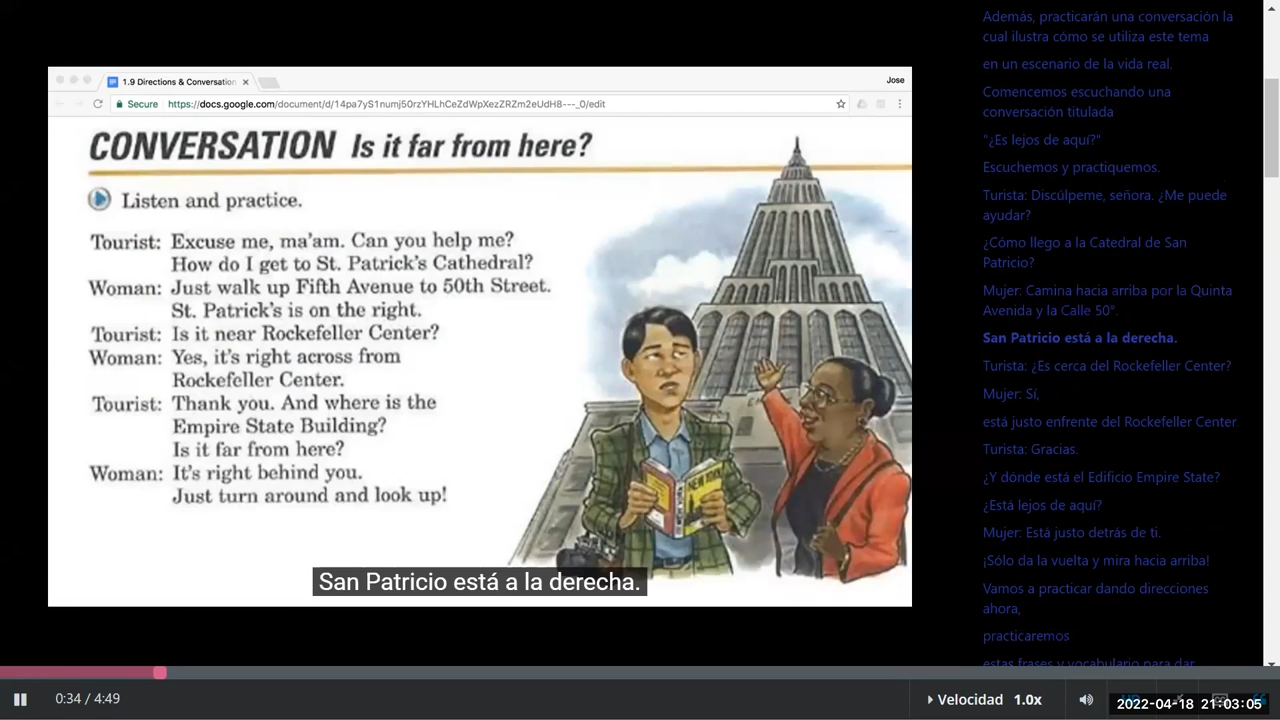 1.9 Directions & Conversation
Jose
Secure https://docs.google.com/document/d/14pa7yS1numj50rzYHLhCeZdWpXezZRZm2eUdH8---_0/edit
CONVERSATION Is it far from here?
Listen and practice.
Tourist: Excuse me, ma'am. Can you help me?
How do I get to St. Patrick's Cathedral?
Woman: Just walk up Fifth Avenue to 50th Street.
St. Patrick's is on the right.
Tourist: Is it near Rockefeller Center?
Woman: Yes, it's right across from
Rockefeller Center.
Tourist: Thank you. And where is the
Empire State Building?
Is it far from here?
Woman: It's right behind you.
Just turn around and look up!
NEW YORK
San Patricio está a la derecha.
Además, practicarán una conversación la
cual ilustra cómo se utiliza este tema
en un escenario de la vida real.
Comencemos escuchando una
conversación titulada
"¿Es lejos de aquí?"
Escuchemos y practiquemos.
Turista: Discúlpeme, señora. ¿Me puede
ayudar?
¿Cómo llego a la Catedral de San
Patricio?
Mujer: Camina hacia arriba por la Quinta
Avenida y la Calle 50°.
San Patricio está a la derecha.
Turista: ¿Es cerca del Rockefeller Center?
Mujer: Sí,
está justo enfrente del Rockefeller Center
Turista: Gracias.
¿Y dónde está el Edificio Empire State?
¿Está lejos de aquí?
Mujer: Está justo detrás de ti.
¡Sólo da la vuelta y mira hacia arriba!
Vamos a practicar dando direcciones
ahora,
practicaremos
estas frases y vocabulario para dar
0:34 / 4:49
Velocidad 1.0x
2022-04-18 21:03:05